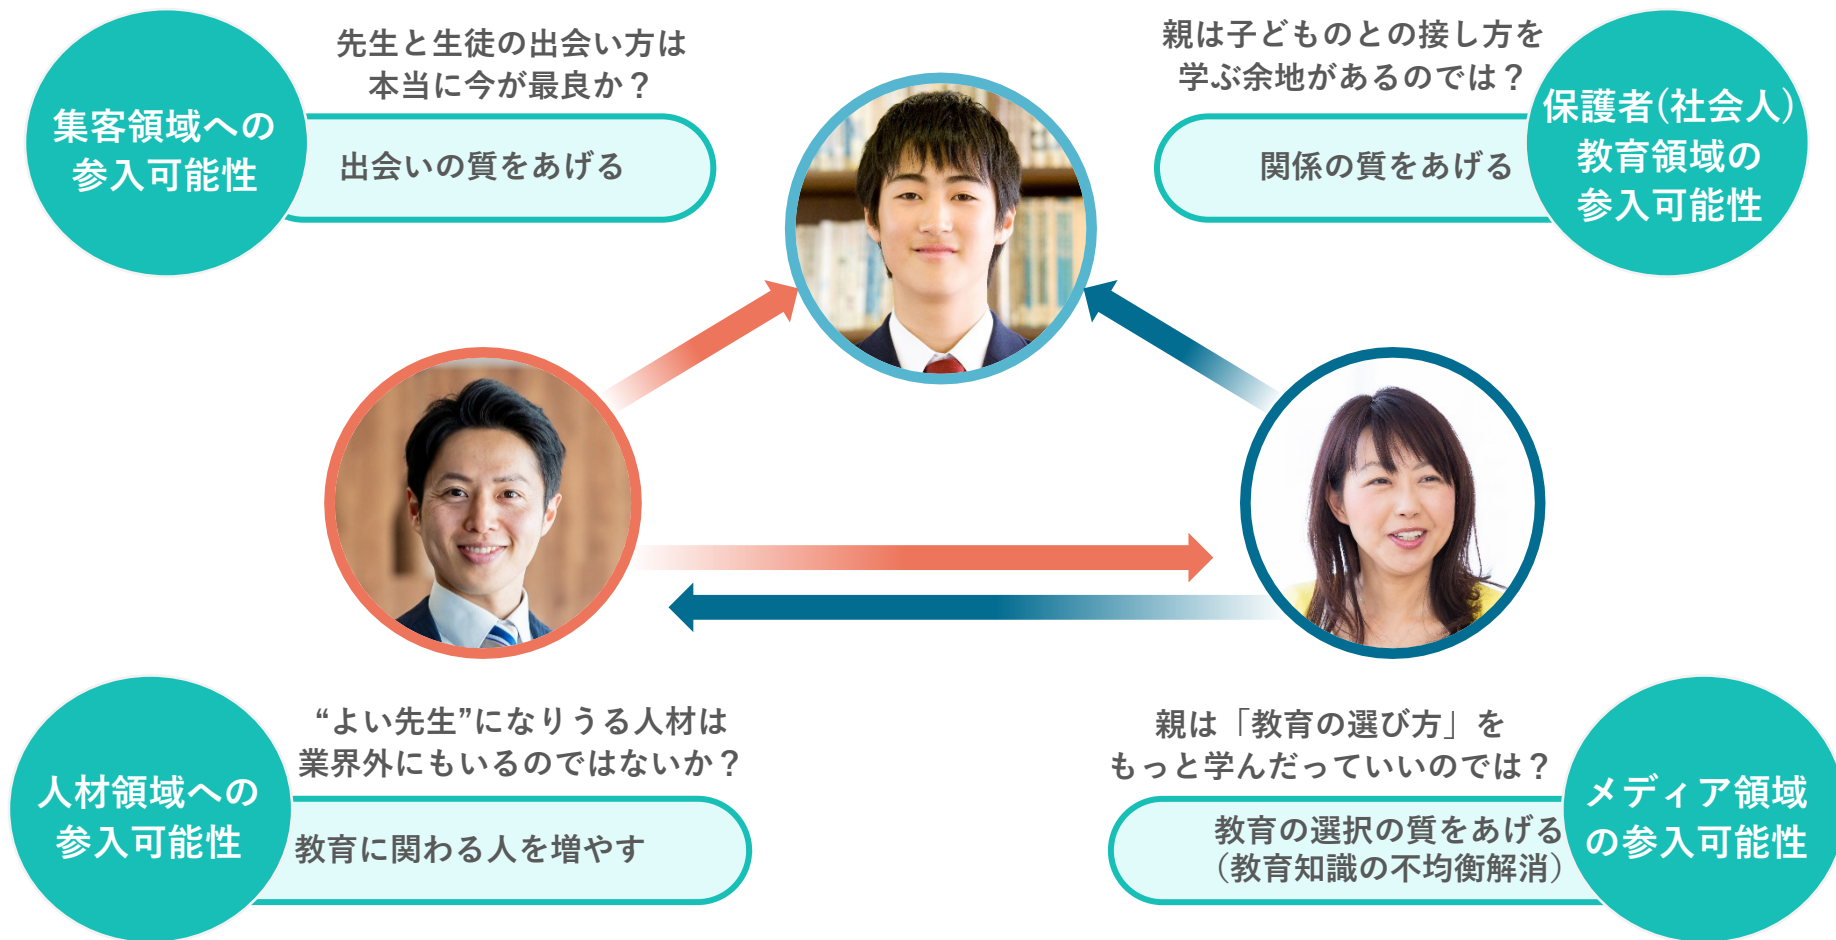 先生と生徒の出会い方は
本当に今が最良か？
集客領域への
参入可能性
出会いの質をあげる
親は子どものとの接し方を
学ぶ余地があるのでは？
関係の質をあげる
保護者(社会人)
教育領域の
参入可能性
“よい先生”になりうる人材は
業界外にもいるのではないか？
人材領域への
参入可能性
教育に関わる人を増やす
親は「教育の選び方」を
もっと学んだっていいのでは？
教育の選択の質をあげる
（教育知識の不均衡解消）
メディア領域
の参入可能性